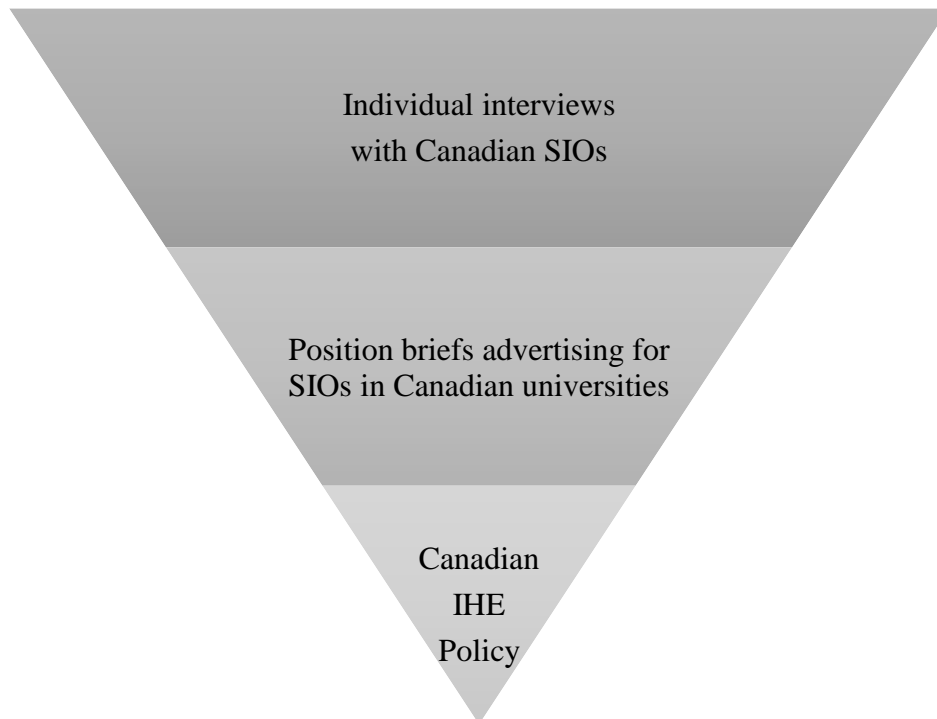 Individual interviews
with Canadian SIOs
Position briefs advertising for
SIOs in Canadian universities
Canadian
IHE
Policy